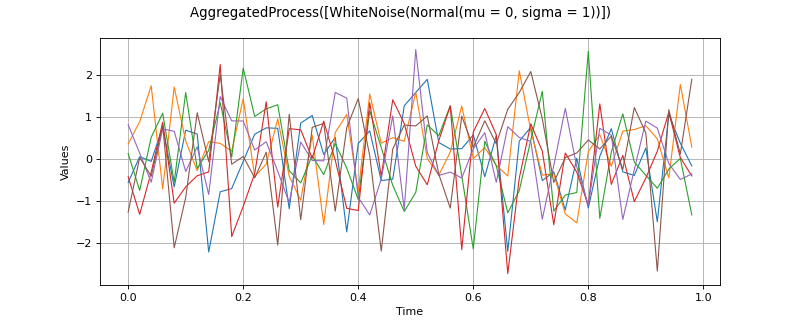 AggregatedProcess([WhiteNoise(Normal(mu = 0, sigma = 1))])
Values
2
1
0
−1
−2
0.0 0.2 0.4 0.6 0.8 1.0
Time